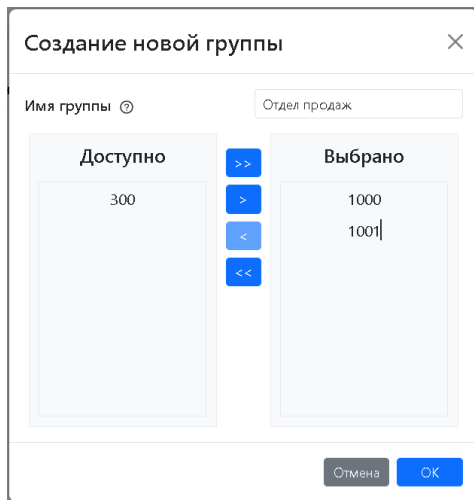 Создание новой группы
Имя группы
Отдел продаж
Доступно
300
>>
>
<
<<
Выбрано
1000
1001
Отмена
OK